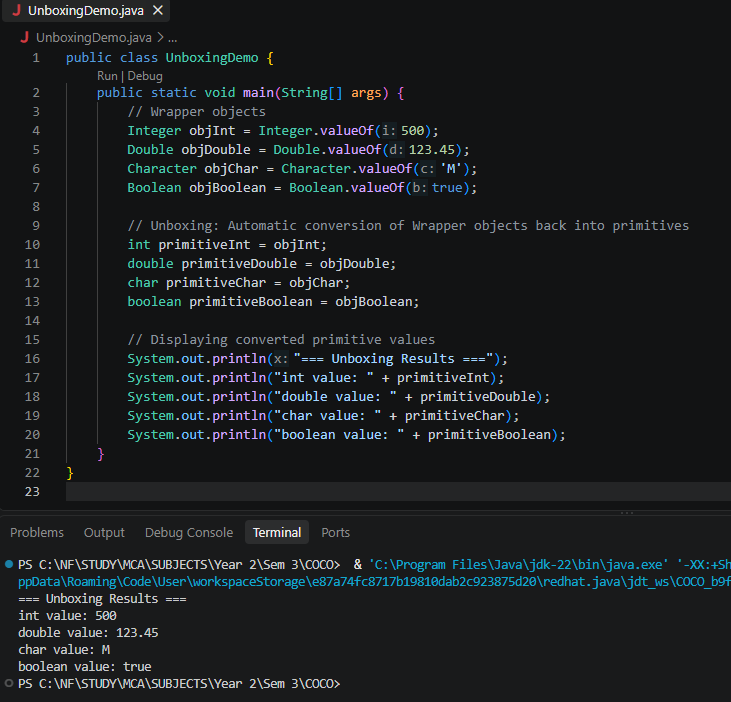 J UnboxingDemo.java ×
J UnboxingDemo.java > ...
1 public class UnboxingDemo {
Run | Debug
2 public static void main(String[] args) {
3 // Wrapper objects
4 Integer objInt = Integer.valueOf(i: 500);
5 Double objDouble = Double.valueOf(d: 123.45);
6 Character objChar = Character.valueOf(c: 'M');
7 Boolean objBoolean = Boolean.valueOf(b: true);
8
9 // Unboxing: Automatic conversion of Wrapper objects back into primitives
10 int primitiveInt = objInt;
11 double primitiveDouble = objDouble;
12 char primitiveChar = objChar;
13 boolean primitiveBoolean = objBoolean;
14
15 // Displaying converted primitive values
16 System.out.println(x: "=== Unboxing Results ===");
17 System.out.println("int value: " + primitiveInt);
18 System.out.println("double value: " + primitiveDouble);
19 System.out.println("char value: " + primitiveChar);
20 System.out.println("boolean value: " + primitiveBoolean);
21 }
22 }
23
Problems Output Debug Console Terminal Ports
PS C:\NF\STUDY\MCA\SUBJECTS\Year 2\Sem 3\COCO> & 'C:\Program Files\Java\jdk-22\bin\java.exe' '-XX:+Sh
ppData\Roaming\Code\User\workspaceStorage\e87a74fc8717b19810dab2c923875d20\redhat.java\jdt_ws\COCO_b9f
=== Unboxing Results ===
int value: 500
double value: 123.45
char value: M
boolean value: true
PS C:\NF\STUDY\MCA\SUBJECTS\Year 2\Sem 3\COCO>